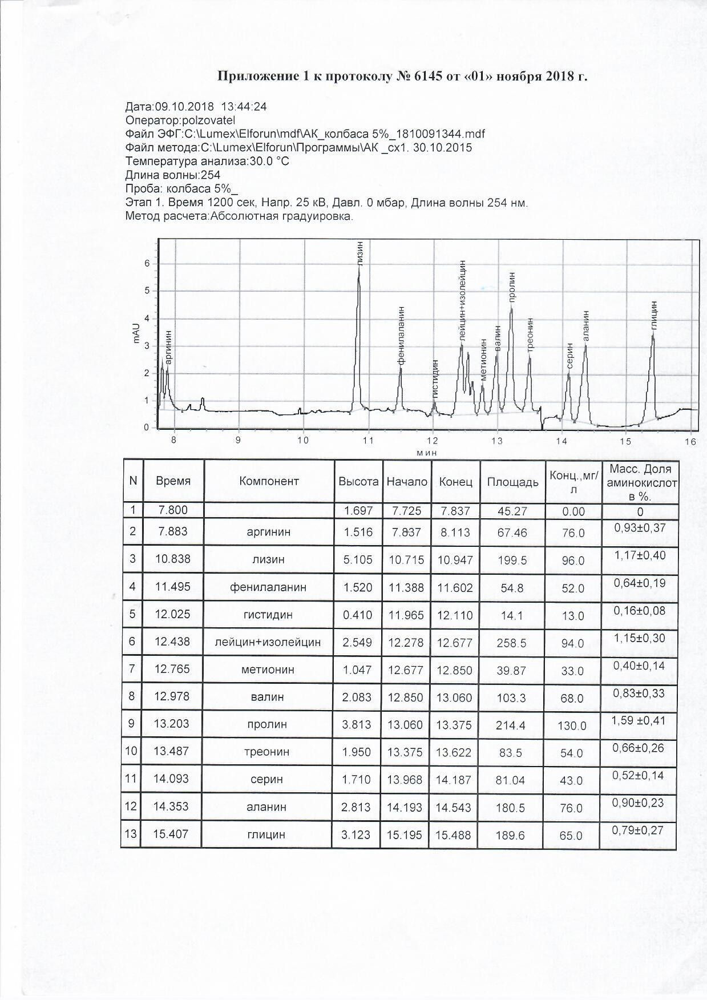 Приложение 1 к протоколу № 6145 от «01» ноября 2018 г.
Дата:09.10.2018 13:44:24
Оператор:polzovatel
Файл ЭФГ:C:\Lumex\Elforun\mdf\АК_колбаса 5%_1810091344.mdf
Файл метода:C:\Lumex\Elforun\Программы\АК _сх1. 30.10.2015
Температура анализа:30.0 °C
Длина волны:254
Проба: колбаса 5%_
Этап 1. Время 1200 сек, Напр. 25 кВ, Давл. 0 мбар, Длина волны 254 нм.
Метод расчета:Абсолютная градуировка.
mAU
6
5
4
3
2
1
0
аргинин
лизин
фенилаланин
гистидин
лейцин+изолейцин
метионин
валин
пролин
треонин
серин
аланин
глицин
8 9 10 11 12 13 14 15 16
мин
N Время Компонент Высота Начало Конец Площадь Конц.,мг/л Масс. Доля аминокислот в %.
1 7.800 1.697 7.725 7.837 45.27 0.00 0
2 7.883 аргинин 1.516 7.837 8.113 67.46 76.0 0,93±0,37
3 10.838 лизин 5.105 10.715 10.947 199.5 96.0 1,17±0,40
4 11.495 фенилаланин 1.520 11.388 11.602 54.8 52.0 0,64±0,19
5 12.025 гистидин 0.410 11.965 12.110 14.1 13.0 0,16±0,08
6 12.438 лейцин+изолейцин 2.549 12.278 12.677 258.5 94.0 1,15±0,30
7 12.765 метионин 1.047 12.677 12.850 39.87 33.0 0,40±0,14
8 12.978 валин 2.083 12.850 13.060 103.3 68.0 0,83±0,33
9 13.203 пролин 3.813 13.060 13.375 214.4 130.0 1,59 ±0,41
10 13.487 треонин 1.950 13.375 13.622 83.5 54.0 0,66±0,26
11 14.093 серин 1.710 13.968 14.187 81.04 43.0 0,52±0,14
12 14.353 аланин 2.813 14.193 14.543 180.5 76.0 0,90±0,23
13 15.407 глицин 3.123 15.195 15.488 189.6 65.0 0,79±0,27